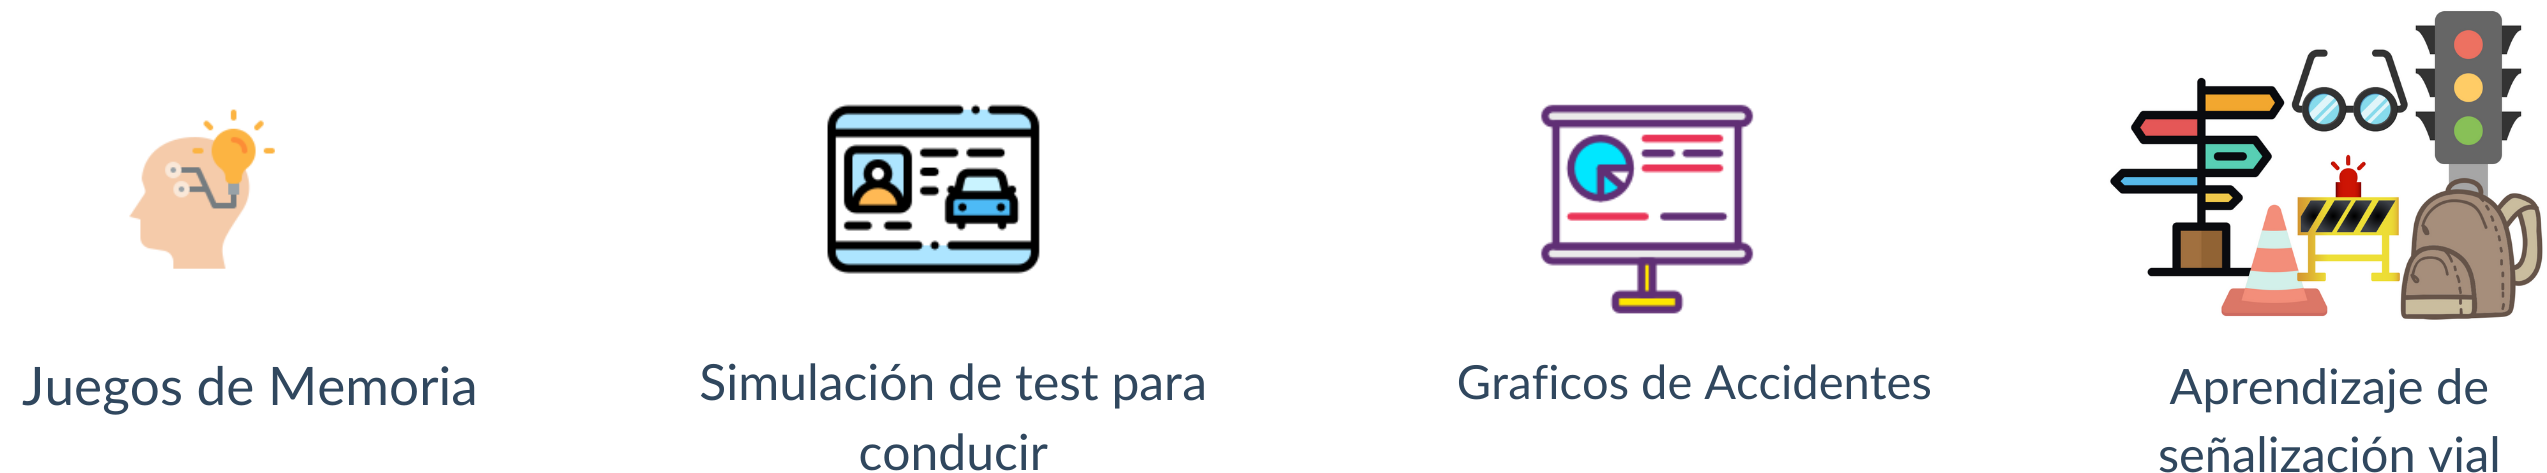 Juegos de Memoria
Simulación de test para
conducir
Graficos de Accidentes
Aprendizaje de
señalización vial